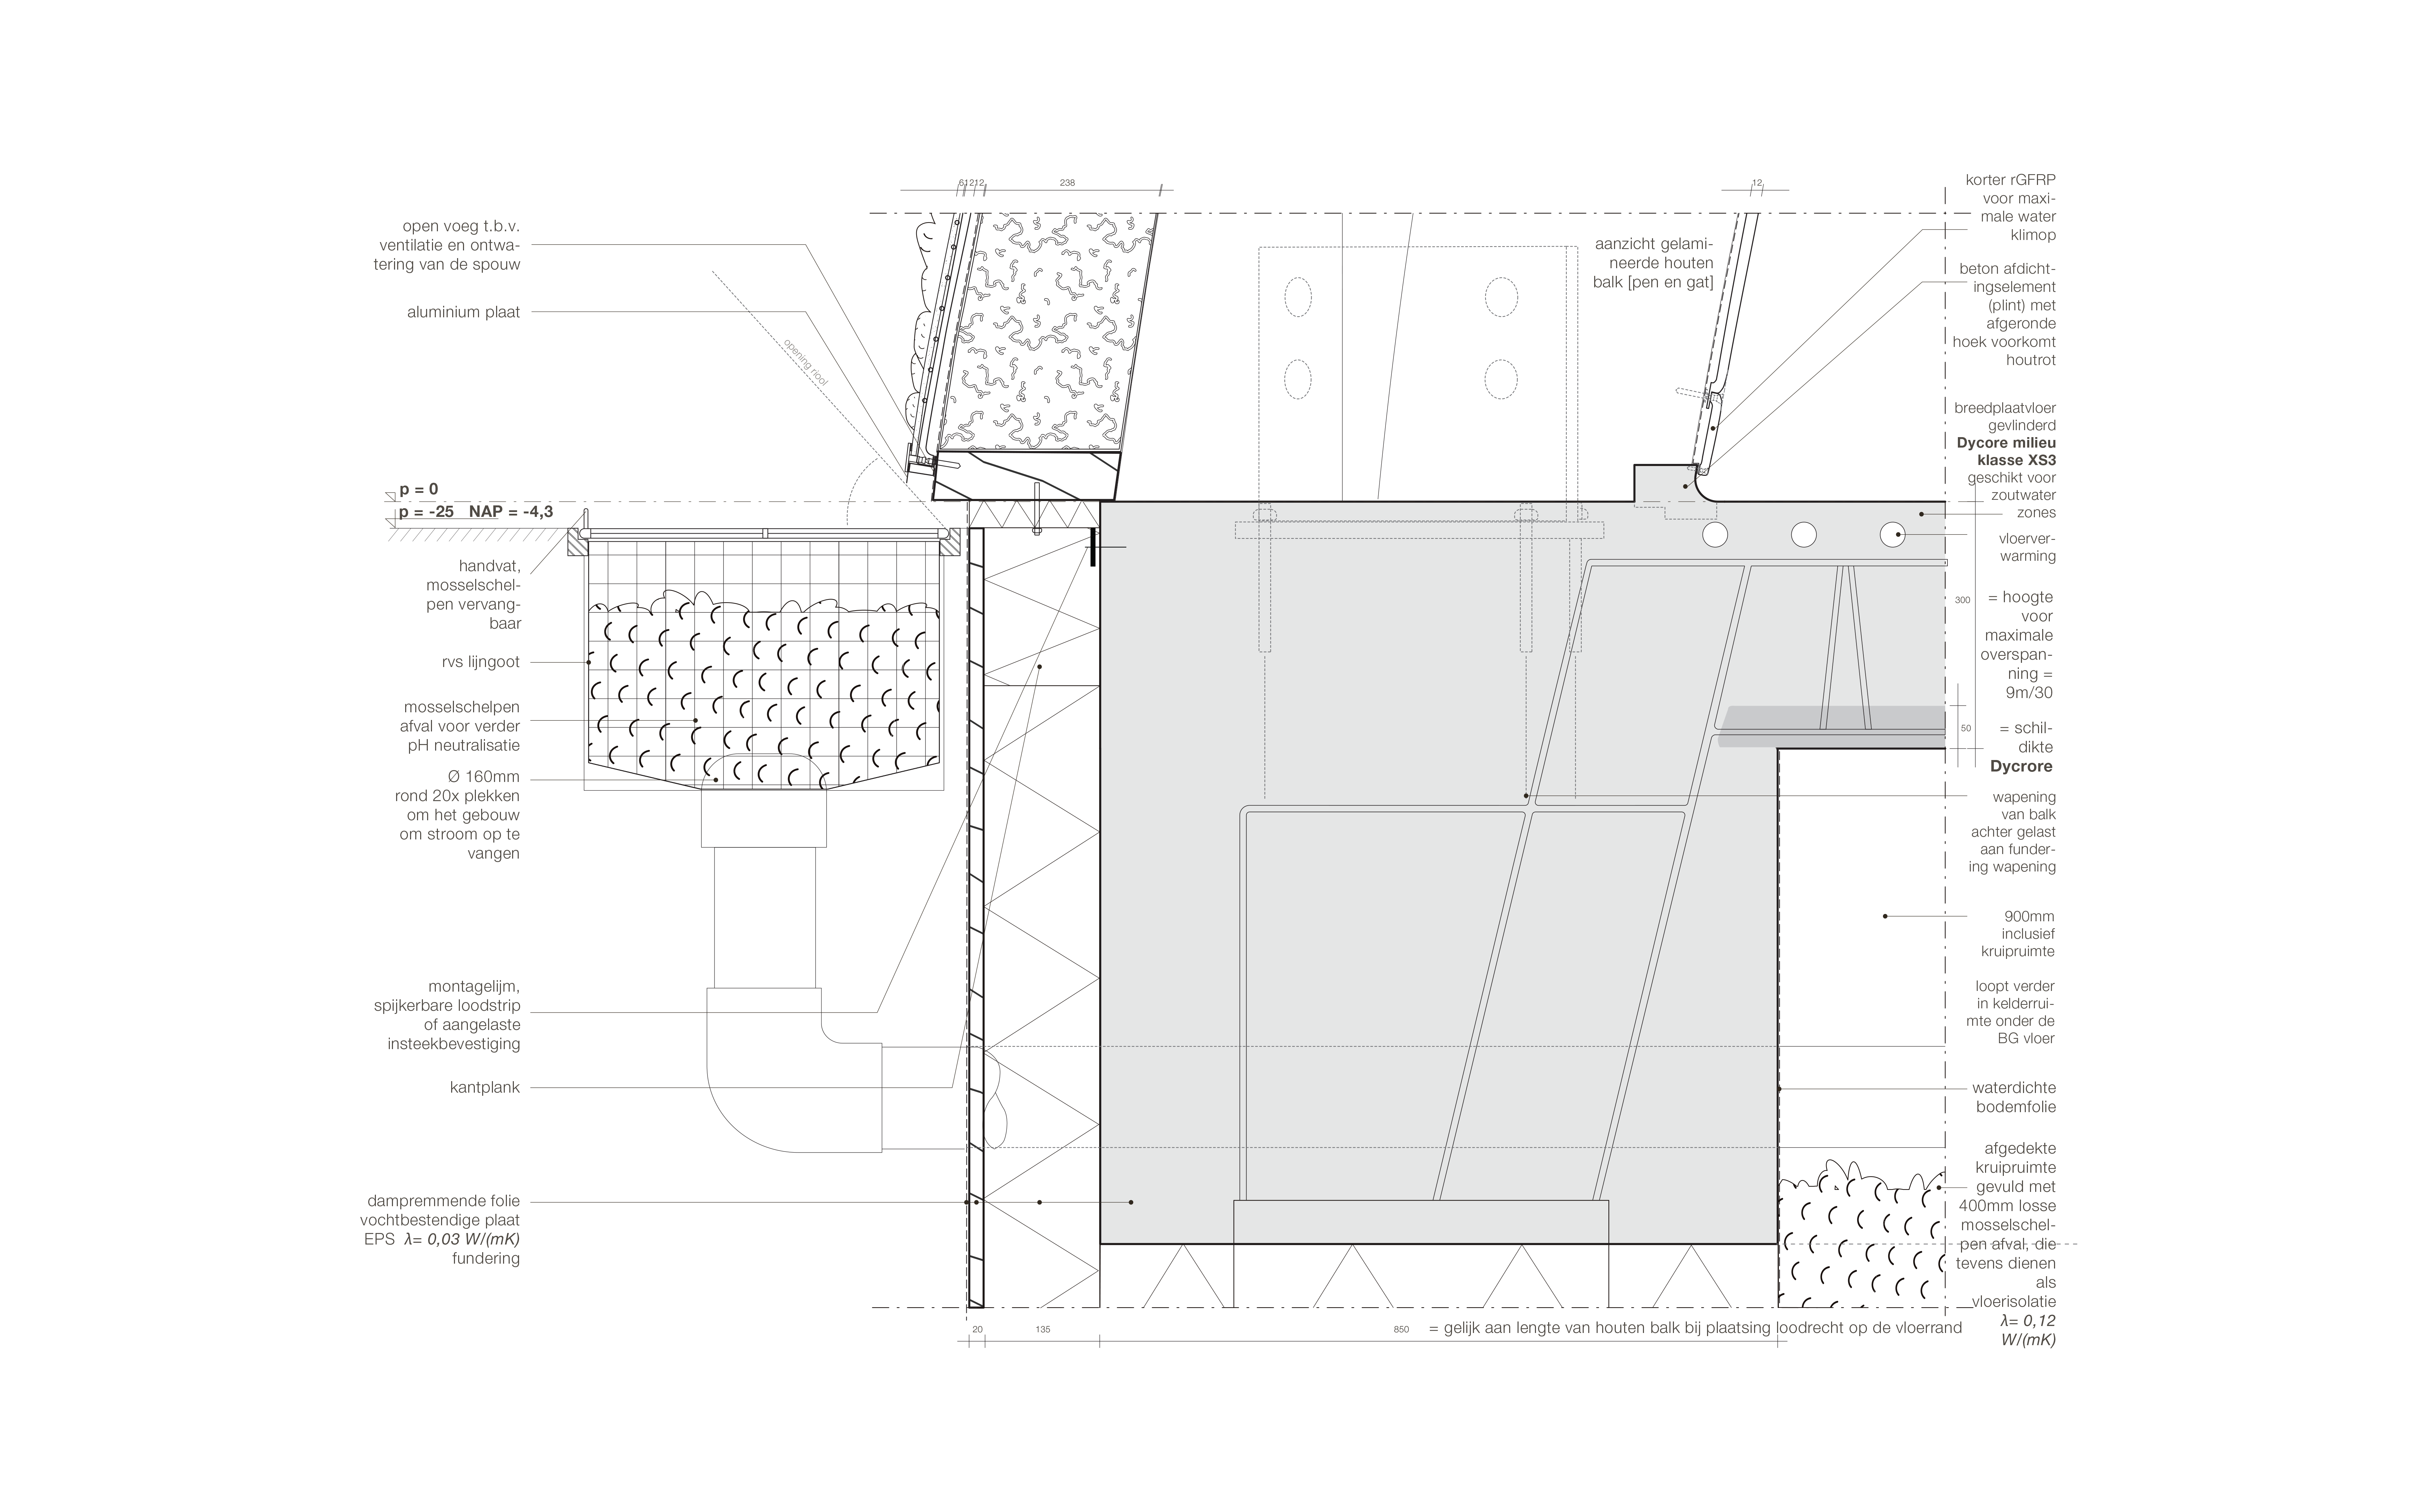 6
12
12
238
12
open voeg t.b.v.
ventilatie en ontwa-
tering van de spouw
aluminium plaat
opening riool
p = 0
p = -25 NAP = -4,3
handvat,
mosselschel-
pen vervang-
baar
rvs lijngoot
mosselschelpen
afval voor verder
pH neutralisatie
Ø 160mm
rond 20x plekken
om het gebouw
om stroom op te
vangen
montagelijm,
spijkerbare loodstrip
of aangelaste
insteekbevestiging
kantplank
dampremmende folie
vochtbestendige plaat
EPS λ= 0,03 W/(mK)
fundering
aanzicht gelami-
neerde houten
balk [pen en gat]
korter rGFRP
voor maxi-
male water
klimop
beton afdicht-
ingselement
(plint) met
afgeronde
hoek voorkomt
houtrot
breedplaatvloer
gevlinderd
Dycore milieu
klasse XS3
geschikt voor
zoutwater
zones
vloerver-
warming
300
= hoogte
voor
maximale
overspan-
ning =
9m/30
50
= schil-
dikte
Dycrore
wapening
van balk
achter gelast
aan funder-
ing wapening
900mm
inclusief
kruipruimte
loopt verder
in kelderrui-
mte onder de
BG vloer
waterdichte
bodemfolie
afgedekte
kruipruimte
gevuld met
400mm losse
mosselschel-
pen afval, die
tevens dienen
als
vloerisolatie
λ= 0,12
W/(mK)
20
135
850
= gelijk aan lengte van houten balk bij plaatsing loodrecht op de vloerrand